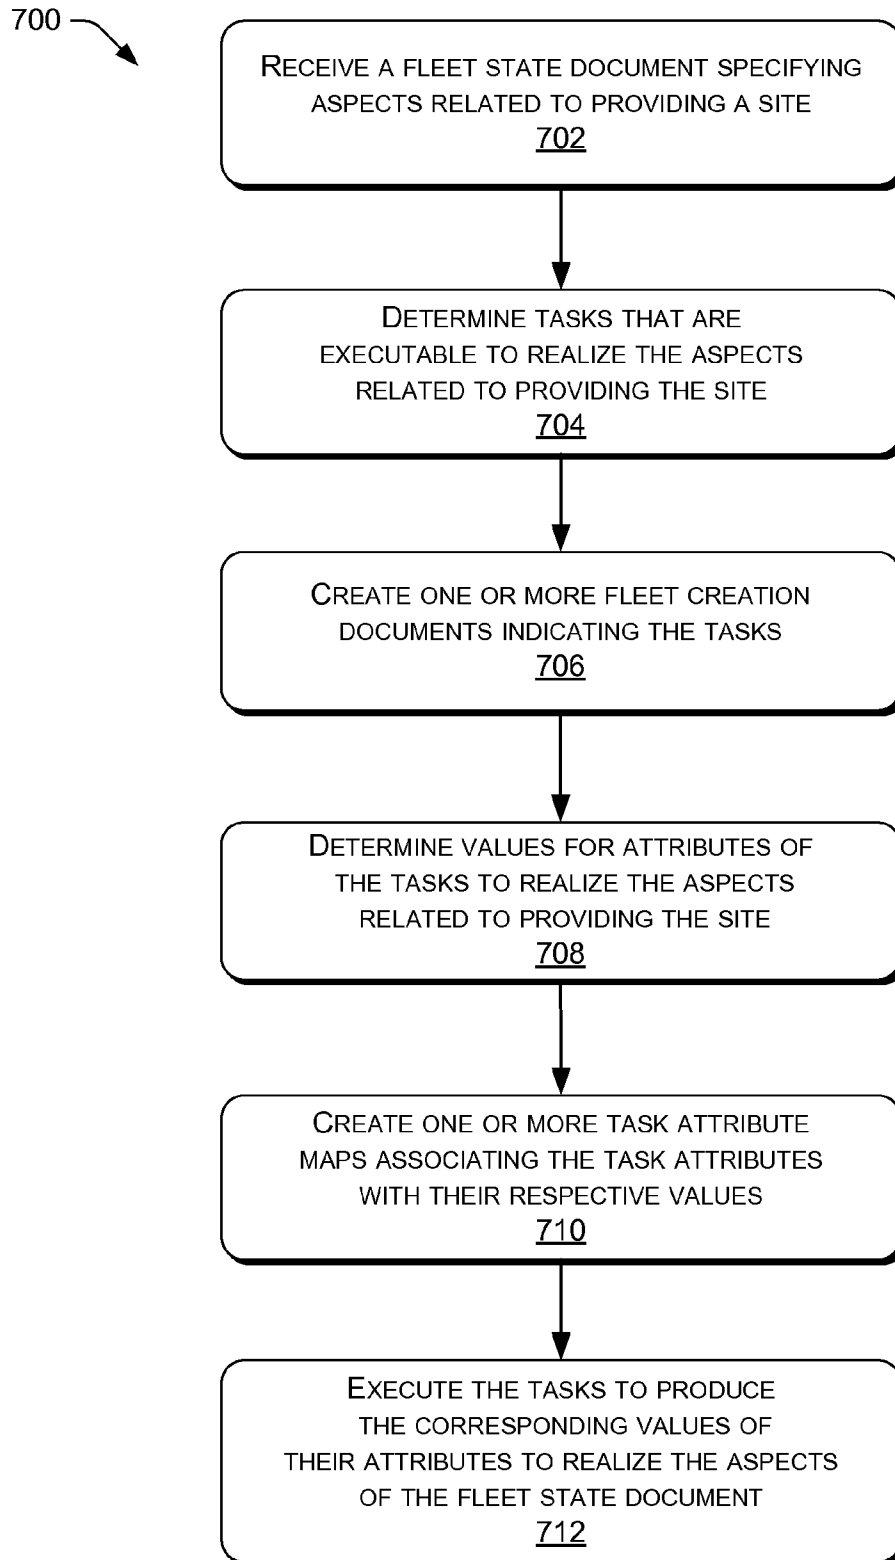 700
RECEIVE A FLEET STATE DOCUMENT SPECIFYING
ASPECTS RELATED TO PROVIDING A SITE
702
DETERMINE TASKS THAT ARE
EXECUTABLE TO REALIZE THE ASPECTS
RELATED TO PROVIDING THE SITE
704
CREATE ONE OR MORE FLEET CREATION
DOCUMENTS INDICATING THE TASKS
706
DETERMINE VALUES FOR ATTRIBUTES OF
THE TASKS TO REALIZE THE ASPECTS
RELATED TO PROVIDING THE SITE
708
CREATE ONE OR MORE TASK ATTRIBUTE
MAPS ASSOCIATING THE TASK ATTRIBUTES
WITH THEIR RESPECTIVE VALUES
710
EXECUTE THE TASKS TO PRODUCE
THE CORRESPONDING VALUES OF
THEIR ATTRIBUTES TO REALIZE THE ASPECTS
OF THE FLEET STATE DOCUMENT
712